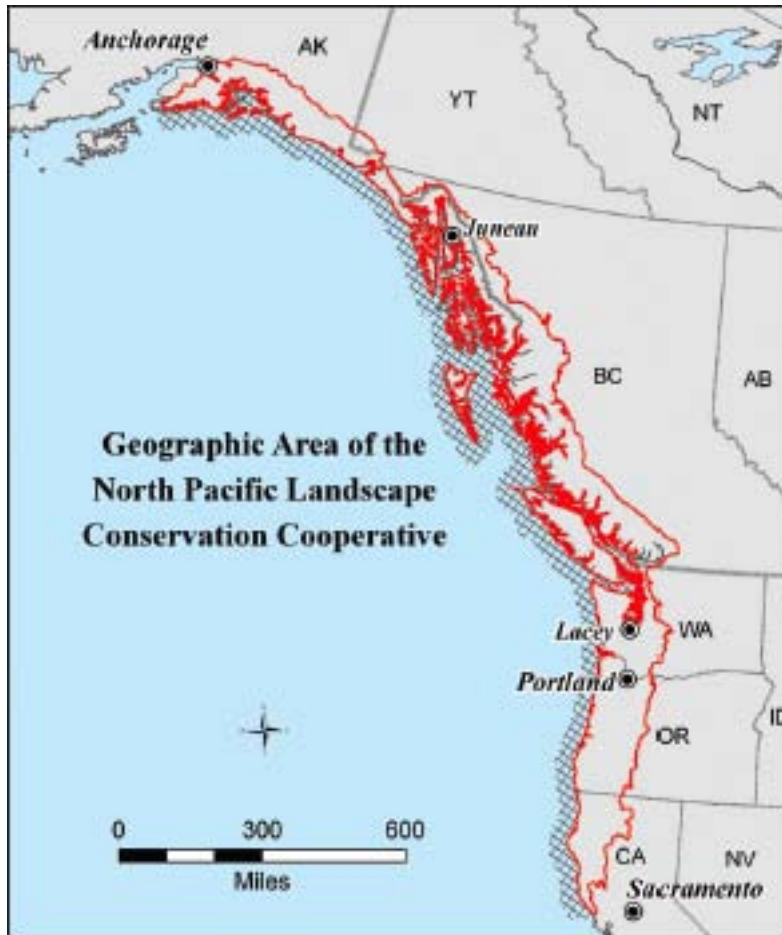 Anchorage
AK
YT
NT
Juneau
BC
AB
Geographic Area of the
North Pacific Landscape
Conservation Cooperative
Lacey
WA
Portland
ID
OR
0 300 600
Miles
CA
NV
Sacramento